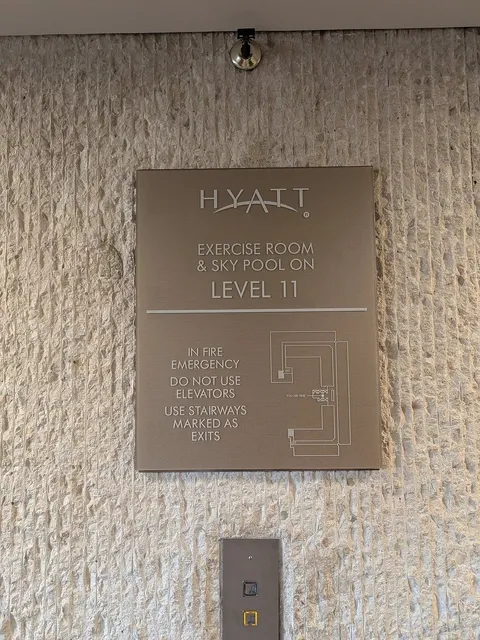 HYATT®
EXERCISE ROOM
& SKY POOL ON
LEVEL 11
IN FIRE
EMERGENCY
DO NOT USE
ELEVATORS
USE STAIRWAYS
MARKED AS
EXITS